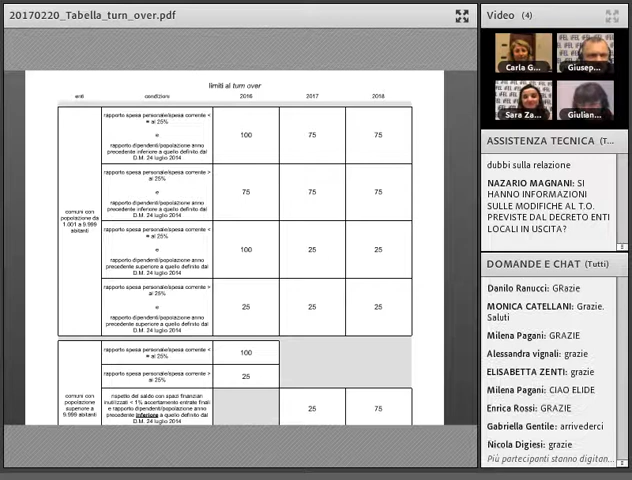 20170220_Tabella_turn_over.pdf
limiti al turn over
enti condizioni 2016 2017 2018
rapporto spesa personale/spesa corrente <
= al 25%
e
rapporto dipendenti/popolazione anno
precedente inferiore a quello definito dal
D.M. 24 luglio 2014
100 75 75
rapporto spesa personale/spesa corrente >
al 25%
e
rapporto dipendenti/popolazione anno
precedente inferiore a quello definito dal
D.M. 24 luglio 2014
75 75 75
comuni con
popolazione da
1.001 a 9.999
abitanti
rapporto spesa personale/spesa corrente <
= al 25%
e
rapporto dipendenti/popolazione anno
precedente superiore a quello definito dal
D.M. 24 luglio 2014
100 25 25
rapporto spesa personale/spesa corrente >
al 25%
e
rapporto dipendenti/popolazione anno
precedente superiore a quello definito dal
D.M. 24 luglio 2014
25 25 25
rapporto spesa personale/spesa corrente <
= al 25%
100
rapporto spesa personale/spesa corrente >
al 25%
25
comuni con
popolazione
superiore a
9.999 abitanti
rispetto del saldo con spazi finanziari
inutilizzati < 1% accertamento entrate finali
e rapporto dipendenti/popolazione anno
precedente inferiore a quello definito dal
D.M. 24 luglio 2014
25 75
Video (4)
Carla G... Giusep...
Sara Za... Giulian...
ASSISTENZA TECNICA (T...
dubbi sulla relazione
NAZARIO MAGNANI: SI
HANNO INFORMAZIONI
SULLE MODIFICHE AL T.O.
PREVISTE DAL DECRETO ENTI
LOCALI IN USCITA?
DOMANDE E CHAT (Tutti)
Danilo Ranucci: GRazie
MONICA CATELLANI: Grazie.
Saluti
Milena Pagani: GRAZIE
Alessandra vignali: grazie
ELISABETTA ZENTI: grazie
Milena Pagani: CIAO ELIDE
Enrica Rossi: GRAZIE
Gabriella Gentile: arrivederci
Nicola Digiesi: grazie
Più partecipanti stanno digitan...